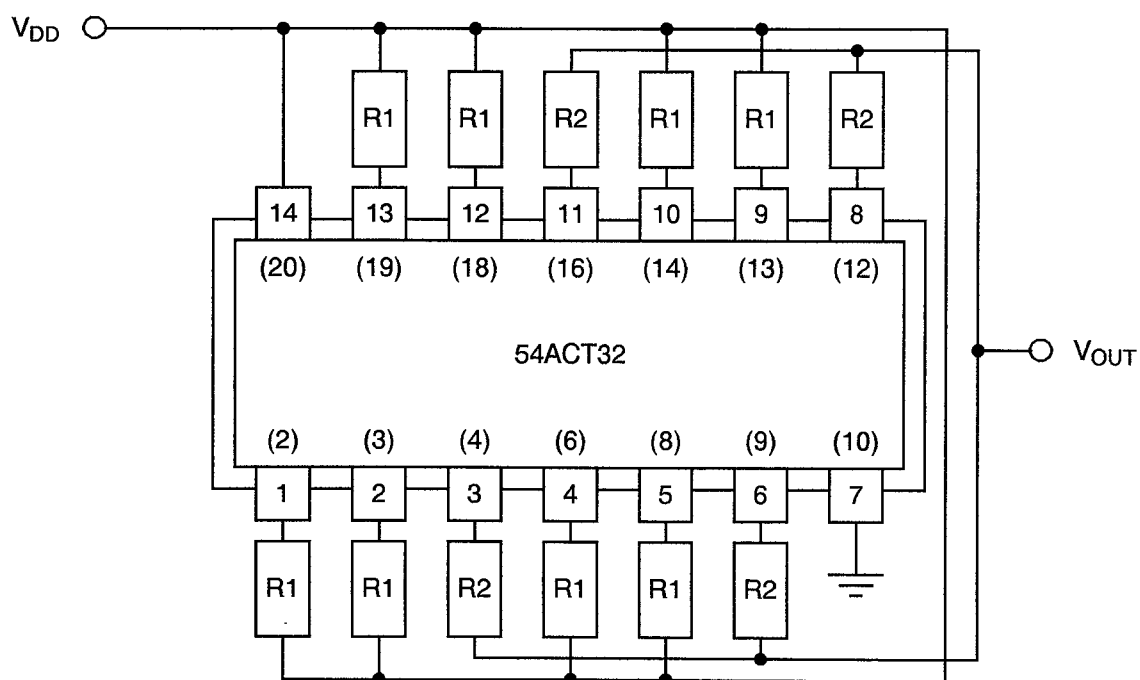 V_DD
R1 R1 R2 R1 R1 R2
14 13 12 11 10 9 8
(20) (19) (18) (16) (14) (13) (12)
54ACT32
V_OUT
(2) (3) (4) (6) (8) (9) (10)
1 2 3 4 5 6 7
R1 R1 R2 R1 R1 R2